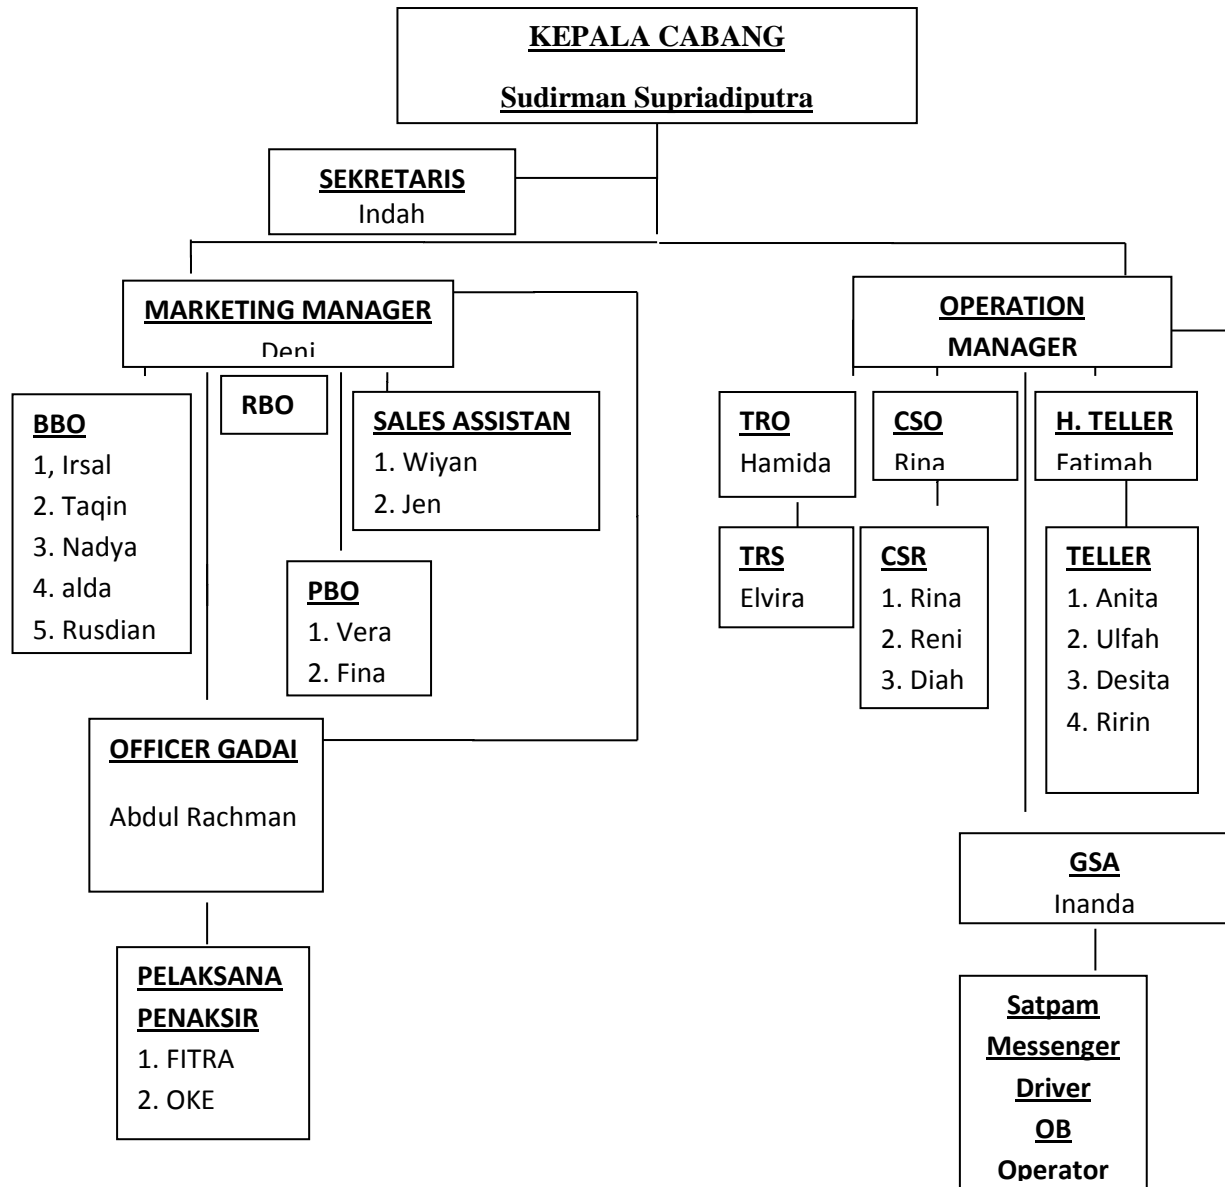 KEPALA CABANG
Sudirman Supriadiputra
SEKRETARIS
Indah
MARKETING MANAGER
Deni
OPERATION
MANAGER
BBO
1, Irsal
2. Taqin
3. Nadya
4. alda
5. Rusdian
RBO
SALES ASSISTAN
1. Wiyan
2. Jen
PBO
1. Vera
2. Fina
TRO
Hamida
CSO
Rina
H. TELLER
Fatimah
TRS
Elvira
CSR
1. Rina
2. Reni
3. Diah
TELLER
1. Anita
2. Ulfah
3. Desita
4. Ririn
OFFICER GADAI
Abdul Rachman
GSA
Inanda
PELAKSANA
PENAKSIR
1. FITRA
2. OKE
Satpam
Messenger
Driver
OB
Operator